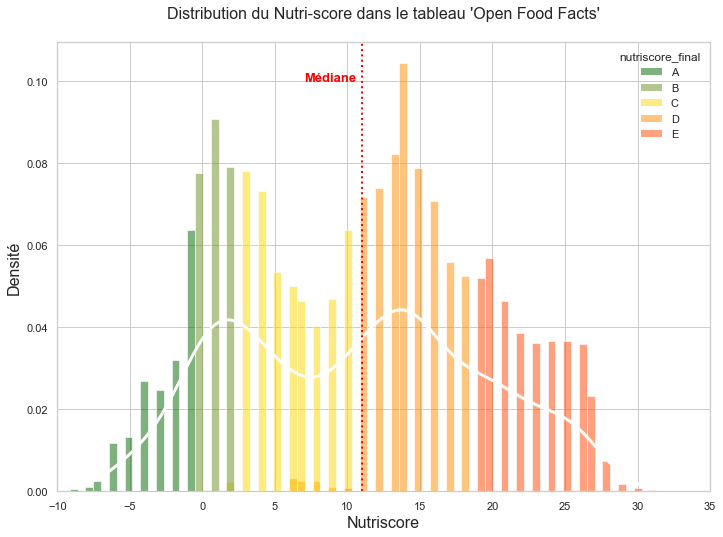 Distribution du Nutri-score dans le tableau 'Open Food Facts'
nutriscore_final
A
B
C
D
E
Médiane
Densité
0.10
0.08
0.06
0.04
0.02
0.00
−10 −5 0 5 10 15 20 25 30 35
Nutriscore